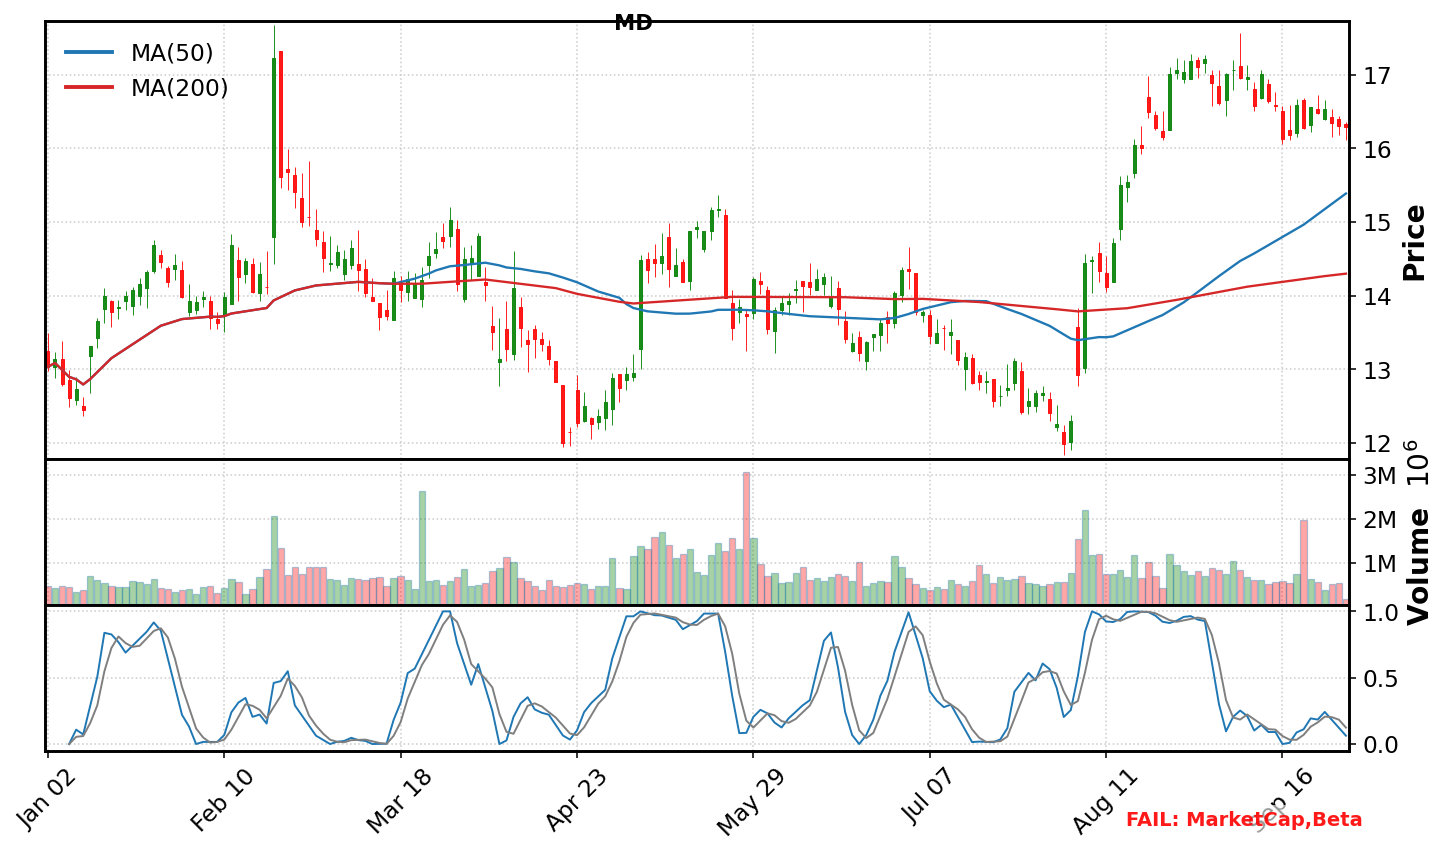 MD
MA(50)
MA(200)
17
16
15
14
13
12
Price
3M
2M
1M
Volume 10^6
1.0
0.5
0.0
Jan 02
Feb 10
Mar 18
Apr 23
May 29
Jul 07
Aug 11
Sep 16
FAIL: MarketCap,Beta